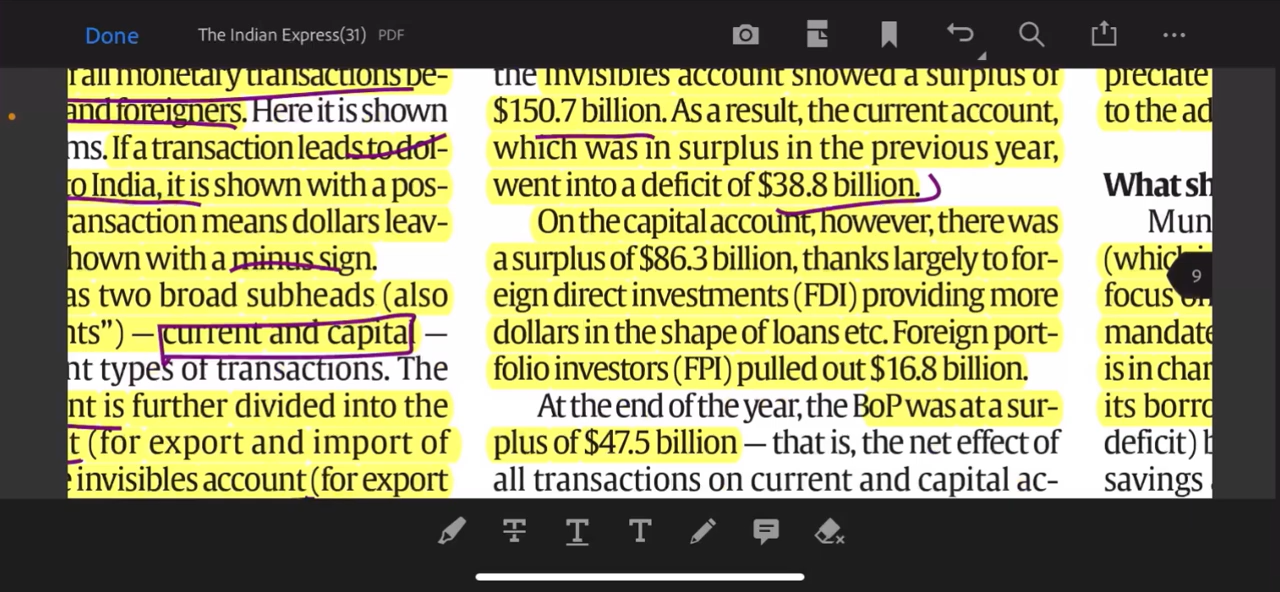 Done
The Indian Express(31) PDF
f all monetary transactions be-
and foreigners. Here it is shown
ms. If a transaction leads to dol-
to India, it is shown with a pos-
ransaction means dollars leav-
hown with a minus sign.
as two broad subheads (also
nts”) — current and capital —
nt types of transactions. The
nt is further divided into the
t (for export and import of
e invisibles account (for export
the invisibles account showed a surplus of
$150.7 billion. As a result, the current account,
which was in surplus in the previous year,
went into a deficit of $38.8 billion.
On the capital account, however, there was
a surplus of $86.3 billion, thanks largely to for-
eign direct investments (FDI) providing more
dollars in the shape of loans etc. Foreign port-
folio investors (FPI) pulled out $16.8 billion.
At the end of the year, the BoP was at a sur-
plus of $47.5 billion — that is, the net effect of
all transactions on current and capital ac-
preciate
to the ad
What sh
Mun
(which
focus on
mandate
is in char
its borro
deficit) b
savings
9